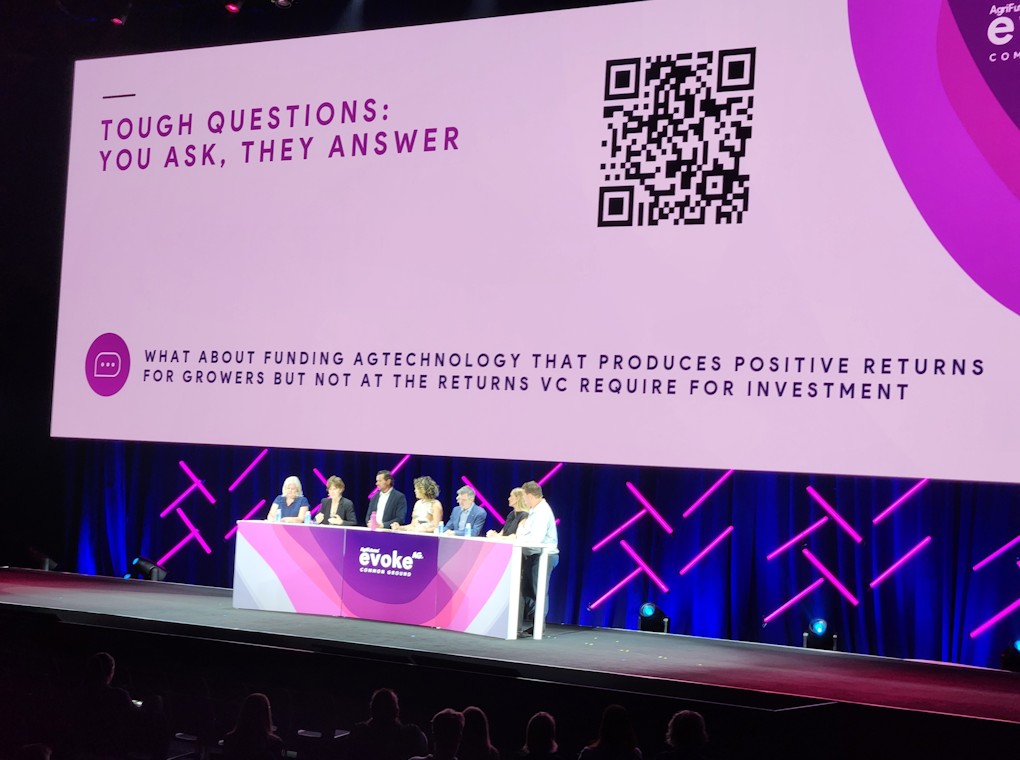 TOUGH QUESTIONS:
YOU ASK, THEY ANSWER
WHAT ABOUT FUNDING AGTECHNOLOGY THAT PRODUCES POSITIVE RETURNS
FOR GROWERS BUT NOT AT THE RETURNS VC REQUIRE FOR INVESTMENT
evoke AG.
COMMON GROUND